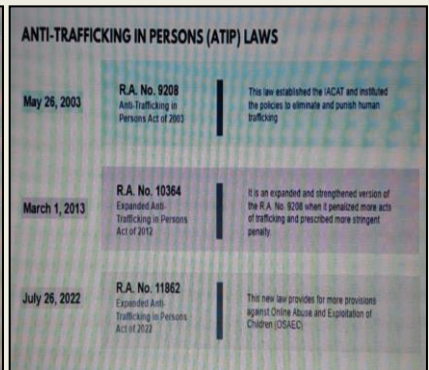 ANTI-TRAFFICKING IN PERSONS (ATIP) LAWS
May 26, 2003
R.A. No. 9208
Anti-Trafficking in
Persons Act of 2003
This law established the IACAT and instituted
the policies to eliminate and punish human
trafficking
March 1, 2013
R.A. No. 10364
Expanded Anti-
Trafficking in Persons
Act of 2012
It is an expanded and strengthened version of
the R.A. No. 9208 when it penalized more acts
of trafficking and prescribed more stringent
penalty.
July 26, 2022
R.A. No. 11862
Expanded Anti-
Trafficking in Persons
Act of 2022
This new law provides for more provisions
against Online Abuse and Exploitation of
Children (OSAEC)